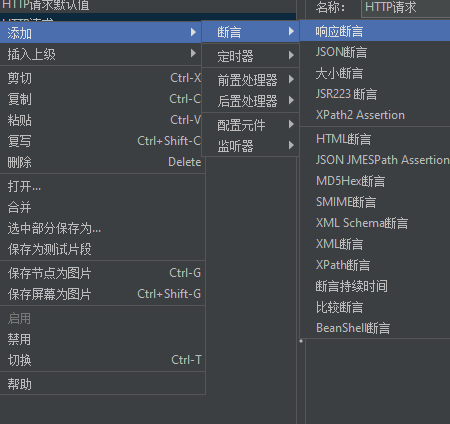 HTTP请求默认值
名称:
HTTP请求
HTTP请求
添加
插入上级
剪切 Ctrl-X
复制 Ctrl-C
粘贴 Ctrl-V
复写 Ctrl+Shift-C
删除 Delete
打开...
合并
选中部分保存为...
保存为测试片段
保存节点为图片 Ctrl-G
保存屏幕为图片 Ctrl+Shift-G
启用
禁用
切换 Ctrl-T
帮助
断言
定时器
前置处理器
后置处理器
配置元件
监听器
响应断言
JSON断言
大小断言
JSR223 断言
XPath2 Assertion
HTML断言
JSON JMESPath Assertion
MD5Hex断言
SMIME断言
XML Schema断言
XML断言
XPath断言
断言持续时间
比较断言
BeanShell断言